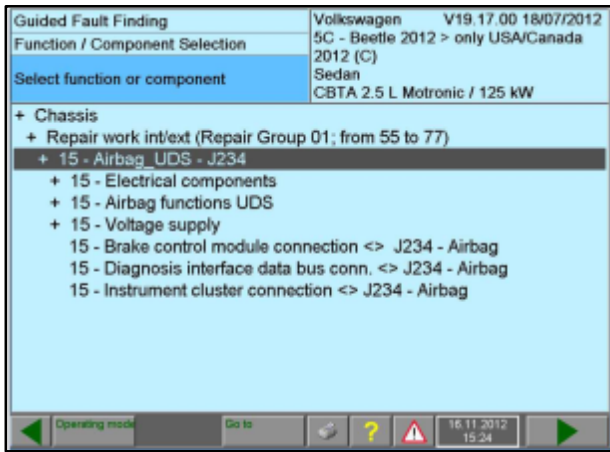 Guided Fault Finding
Function / Component Selection
Select function or component
Volkswagen V19.17.00 18/07/2012
5C - Beetle 2012 > only USA/Canada
2012 (C)
Sedan
CBTA 2.5 L Motronic / 125 kW
+ Chassis
+ Repair work int/ext (Repair Group 01; from 55 to 77)
+ 15 - Airbag_UDS - J234
+ 15 - Electrical components
+ 15 - Airbag functions UDS
+ 15 - Voltage supply
15 - Brake control module connection <> J234 - Airbag
15 - Diagnosis interface data bus conn. <> J234 - Airbag
15 - Instrument cluster connection <> J234 - Airbag
Operating mode
Go to
?
16.11.2012
15:24